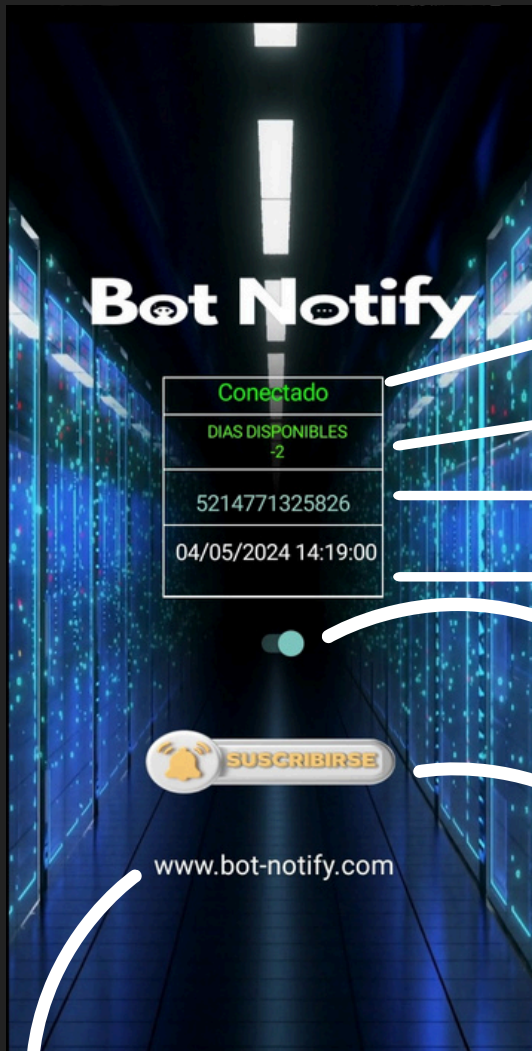 Bot Notify
Conectado
DIAS DISPONIBLES
-2
5214771325826
04/05/2024 14:19:00
SUSCRIBIRSE
www.bot-notify.com